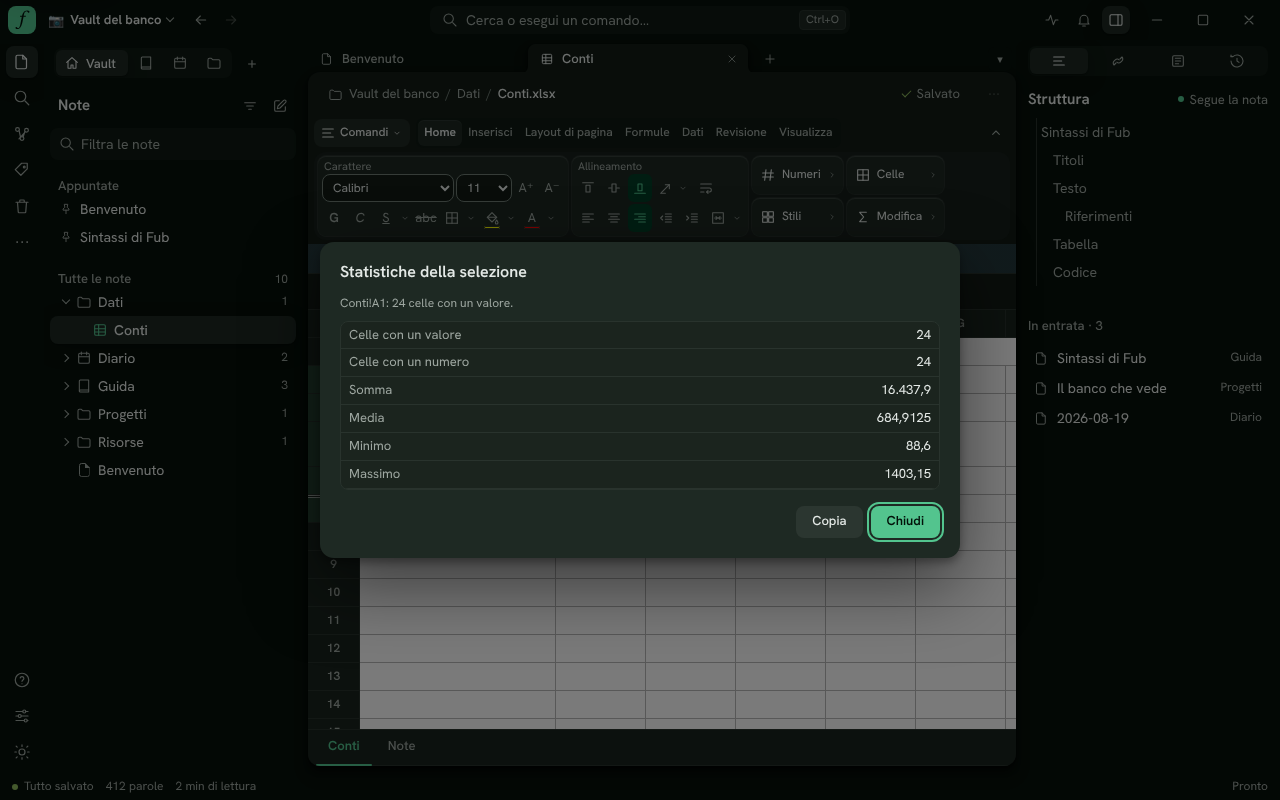 Vault del banco
Cerca o esegui un comando...
Ctrl+O
Vault
Benvenuto
Conti
Note
Filtra le note
Appuntate
Benvenuto
Sintassi di Fub
Tutte le note 10
Dati 1
Conti
Diario 2
Guida 3
Progetti 1
Risorse 1
Benvenuto
Vault del banco / Dati / Conti.xlsx
Salvato
Comandi
Home Inserisci Layout di pagina Formule Dati Revisione Visualizza
Carattere
Calibri 11 A+ A−
G C S abc A
Allineamento
Numeri
Celle
Stili
Modifica
G
Statistiche della selezione
Conti!A1: 24 celle con un valore.
Celle con un valore 24
Celle con un numero 24
Somma 16.437,9
Media 684,9125
Minimo 88,6
Massimo 1403,15
Copia Chiudi
9
10
11
12
13
14
Conti Note
Struttura
Segue la nota
Sintassi di Fub
Titoli
Testo
Riferimenti
Tabella
Codice
In entrata · 3
Sintassi di Fub Guida
Il banco che vede Progetti
2026-08-19 Diario
Tutto salvato 412 parole 2 min di lettura
Pronto